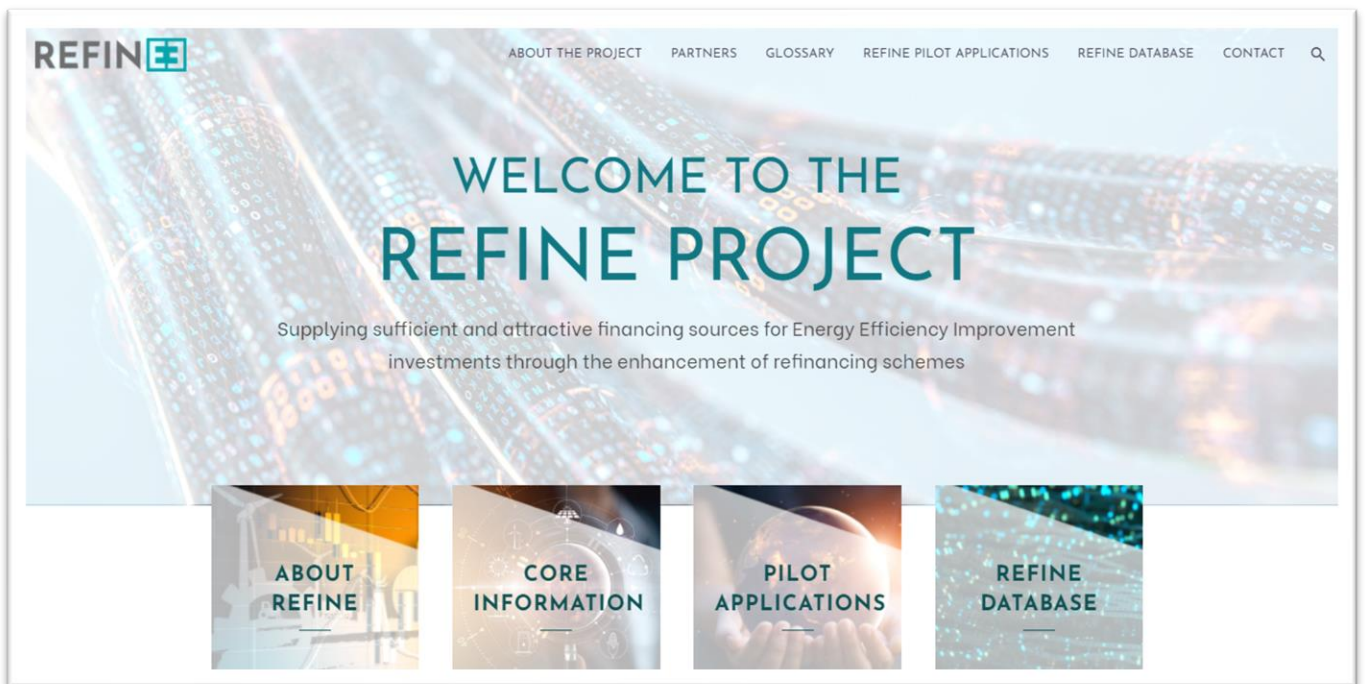 REFINE
ABOUT THE PROJECT PARTNERS GLOSSARY REFINE PILOT APPLICATIONS REFINE DATABASE CONTACT
WELCOME TO THE
REFINE PROJECT
Supplying sufficient and attractive financing sources for Energy Efficiency Improvement
investments through the enhancement of refinancing schemes
ABOUT
REFINE
CORE
INFORMATION
PILOT
APPLICATIONS
REFINE
DATABASE